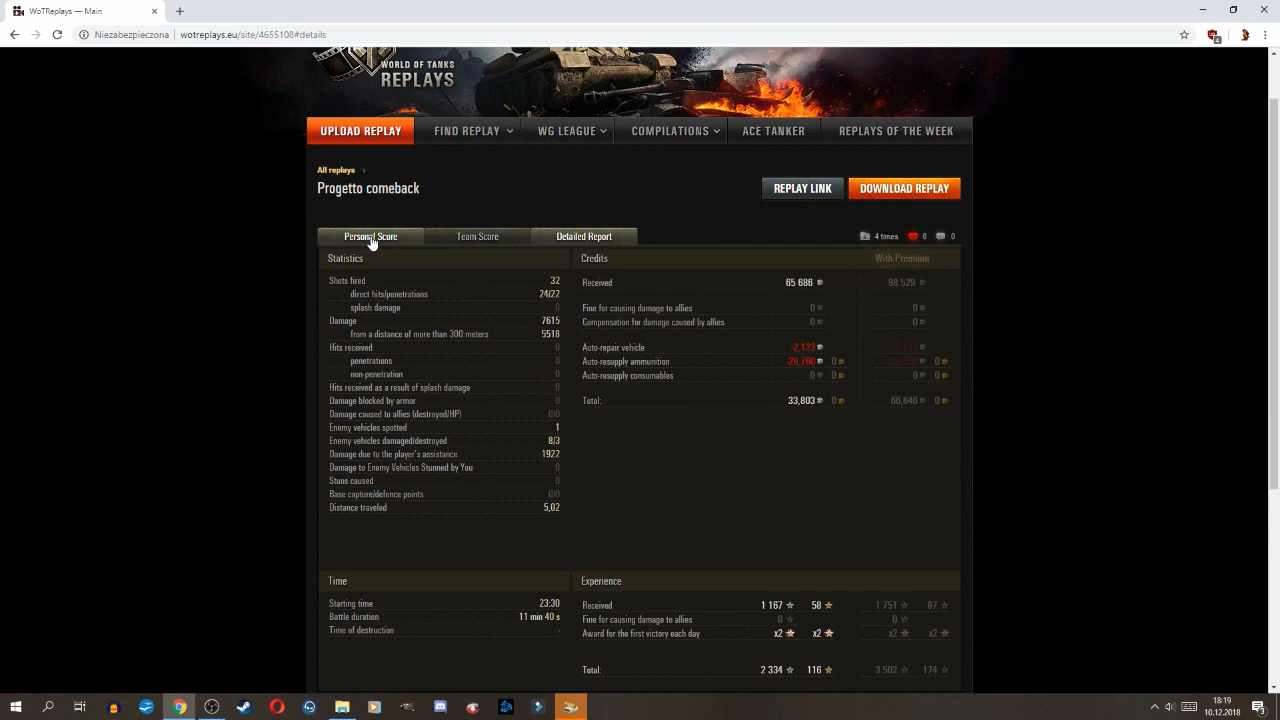 WoTReplays — Main
Niezabezpieczona | wotreplays.eu/site/4655108#details
WORLD OF TANKS
REPLAYS
UPLOAD REPLAY FIND REPLAY WG LEAGUE COMPILATIONS ACE TANKER REPLAYS OF THE WEEK
All replays
Progetto comeback
REPLAY LINK DOWNLOAD REPLAY
Personal Score Team Score Detailed Report 4 times 0 0
Statistics
Shots fired 32
direct hits/penetrations 24/22
splash damage 0
Damage 7615
from a distance of more than 300 meters 5518
Hits received 0
penetrations 0
non-penetration 0
Hits received as a result of splash damage 0
Damage blocked by armor 0
Damage caused to allies (destroyed/HP) 0/0
Enemy vehicles spotted 1
Enemy vehicles damaged/destroyed 8/3
Damage due to the player's assistance 1922
Damage to Enemy Vehicles Stunned by You 0
Stuns caused 0
Base capture/defence points 0/0
Distance traveled 5,02
Credits With Premium
Received 65 686 98 529
Fine for causing damage to allies 0 0
Compensation for damage caused by allies 0 0
Auto-repair vehicle -2,123 -2,123
Auto-resupply ammunition -29,760 0 -29,760 0
Auto-resupply consumables 0 0 0 0
Total: 33,803 0 66,646 0
Time
Starting time 23:30
Battle duration 11 min 40 s
Time of destruction -
Experience
Received 1 167 58 1 751 87
Fine for causing damage to allies 0 0
Award for the first victory each day x2 x2 x2 x2
Total: 2 334 116 3 502 174
18:19
10.12.2018